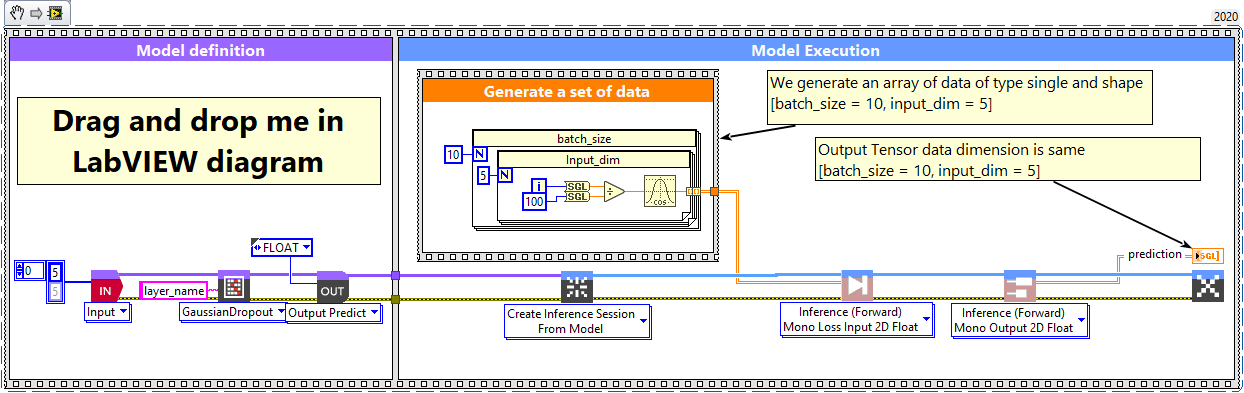 2020
Model definition
Model Execution
Drag and drop me in
LabVIEW diagram
Generate a set of data
We generate an array of data of type single and shape
[batch_size = 10, input_dim = 5]
Output Tensor data dimension is same
[batch_size = 10, input_dim = 5]
batch_size
10
N
Input_dim
5
N
i
100
SGL
SGL
÷
COS
FLOAT
0
5
5
IN
Input
layer_name
GaussianDropout
OUT
Output Predict
Create Inference Session
From Model
Inference (Forward)
Mono Loss Input 2D Float
Inference (Forward)
Mono Output 2D Float
prediction
SGL